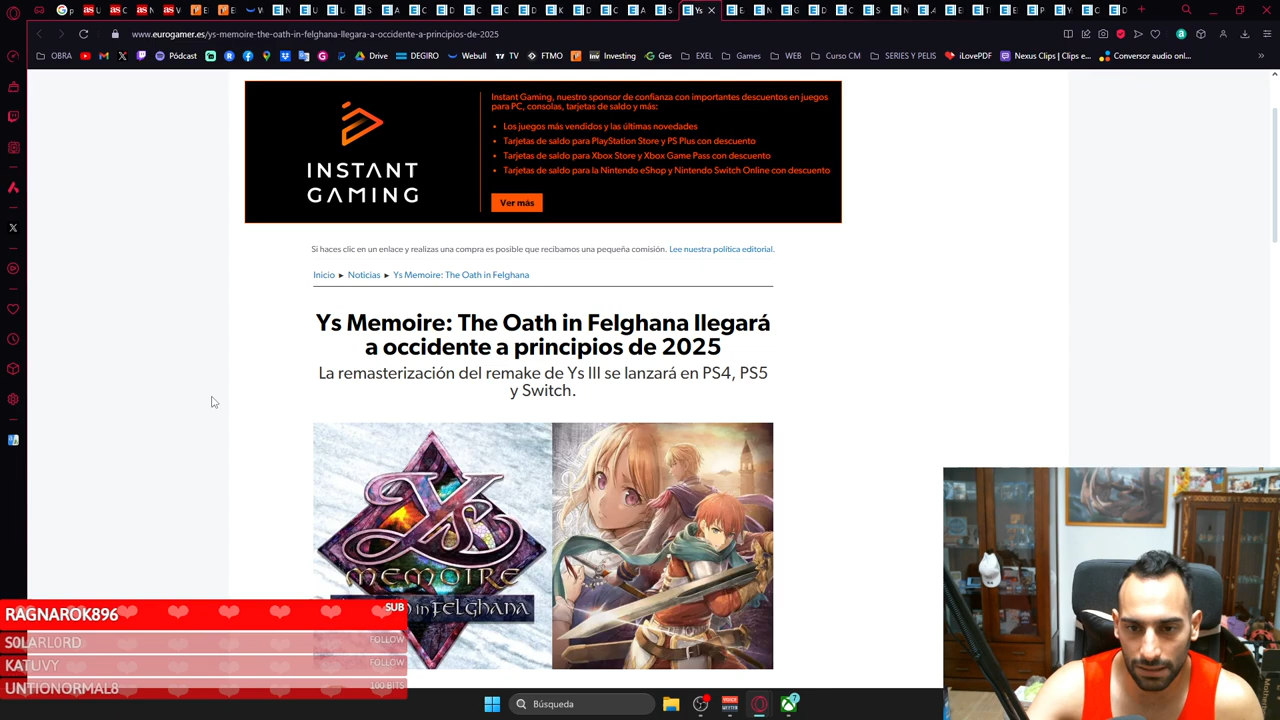 Ys
www.eurogamer.es/ys-memoire-the-oath-in-felghana-llegara-a-occidente-a-principios-de-2025
OBRA
Pódcast
Drive
DEGIRO
Webull
TV
FTMO
Investing
Ges
EXEL
Games
WEB
Curso CM
SERIES Y PELIS
iLovePDF
Nexus Clips | Clips e...
Conversor audio onl...
INSTANT
GAMING
Instant Gaming, nuestro sponsor de confianza con importantes descuentos en juegos
para PC, consolas, tarjetas de saldo y más:
• Los juegos más vendidos y las últimas novedades
• Tarjetas de saldo para PlayStation Store y PS Plus con descuento
• Tarjetas de saldo para Xbox Store y Xbox Game Pass con descuento
• Tarjetas de saldo para la Nintendo eShop y Nintendo Switch Online con descuento
Ver más
Si haces clic en un enlace y realizas una compra es posible que recibamos una pequeña comisión. Lee nuestra política editorial.
Inicio ► Noticias ► Ys Memoire: The Oath in Felghana
Ys Memoire: The Oath in Felghana llegará
a occidente a principios de 2025
La remasterización del remake de Ys III se lanzará en PS4, PS5
y Switch.
Ys
MEMOIRE
in FELGHANA
RAGNAROK896 SUB
S0LARL0RD FOLLOW
KATUVY FOLLOW
UNTIONORMAL8 100 BITS
Búsqueda
7